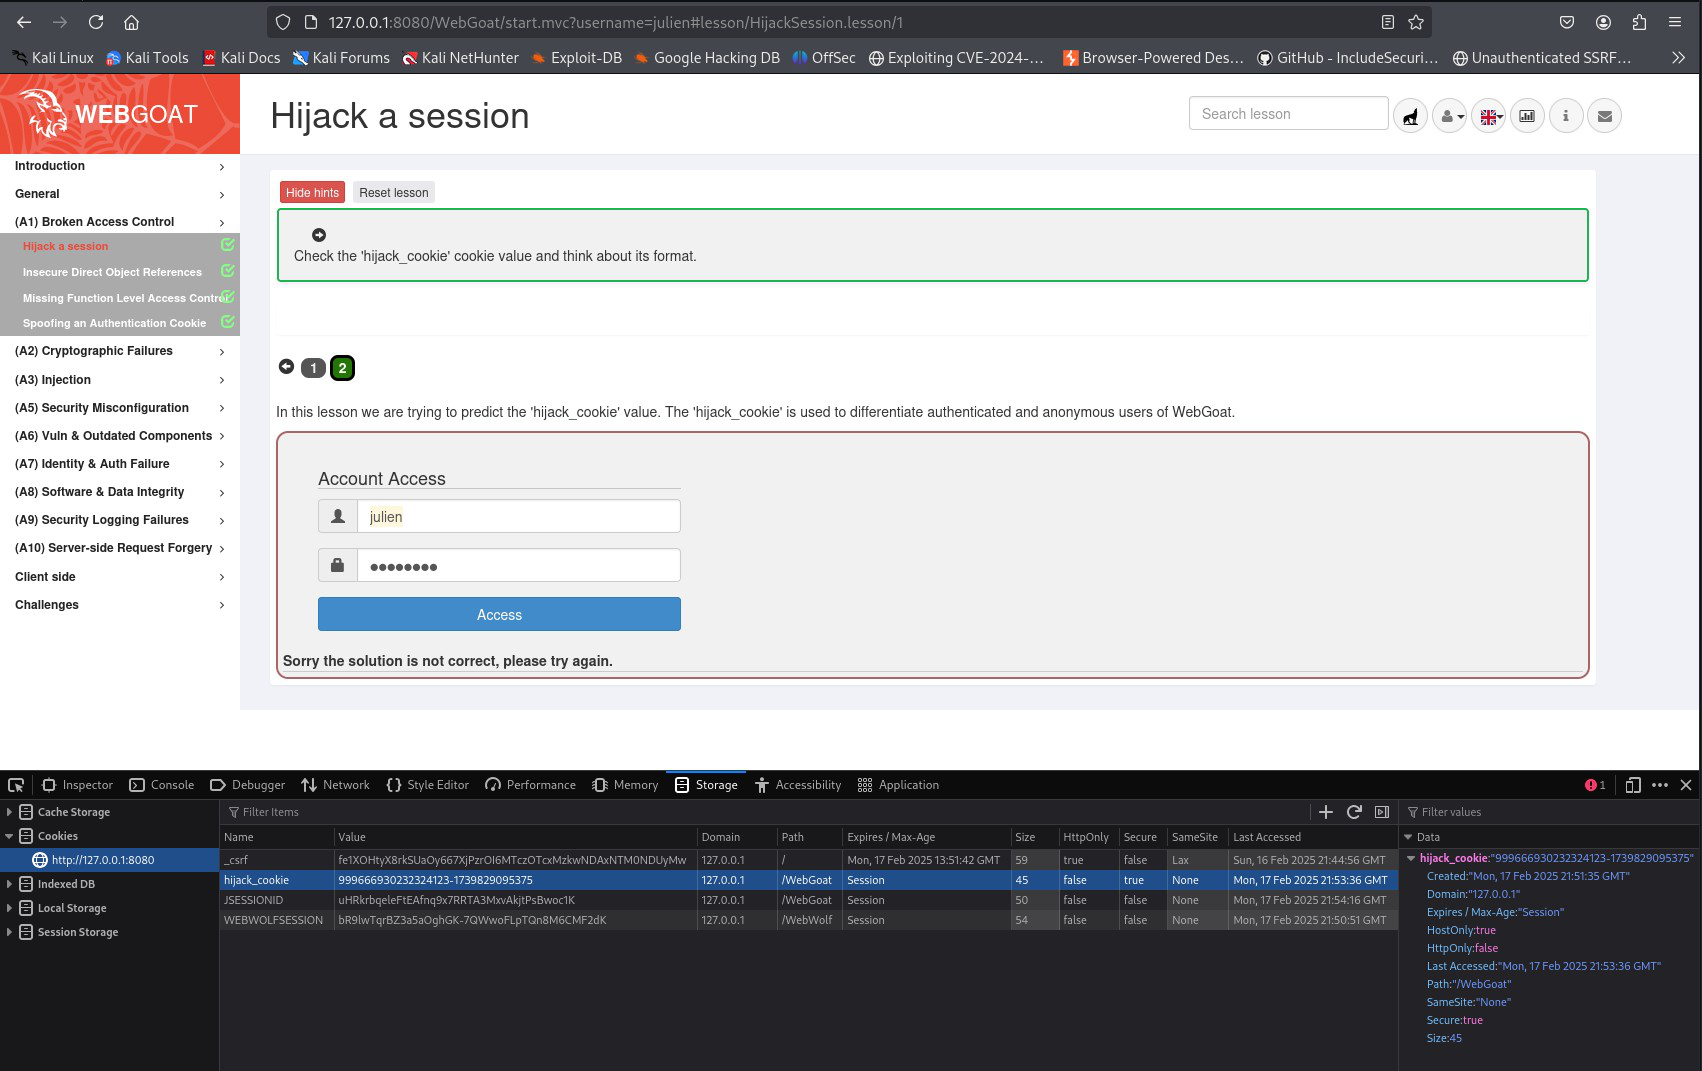 127.0.0.1:8080/WebGoat/start.mvc?username=julien#lesson/HijackSession.lesson/1
Kali Linux Kali Tools Kali Docs Kali Forums Kali NetHunter Exploit-DB Google Hacking DB OffSec Exploiting CVE-2024-… Browser-Powered Des… GitHub - IncludeSecuri… Unauthenticated SSRF…
WEBGOAT
Hijack a session
Search lesson
Introduction
General
(A1) Broken Access Control
Hijack a session
Insecure Direct Object References
Missing Function Level Access Control
Spoofing an Authentication Cookie
(A2) Cryptographic Failures
(A3) Injection
(A5) Security Misconfiguration
(A6) Vuln & Outdated Components
(A7) Identity & Auth Failure
(A8) Software & Data Integrity
(A9) Security Logging Failures
(A10) Server-side Request Forgery
Client side
Challenges
Hide hints Reset lesson
Check the 'hijack_cookie' cookie value and think about its format.
1 2
In this lesson we are trying to predict the 'hijack_cookie' value. The 'hijack_cookie' is used to differentiate authenticated and anonymous users of WebGoat.
Account Access
julien
●●●●●●●●
Access
Sorry the solution is not correct, please try again.
Inspector Console Debugger Network Style Editor Performance Memory Storage Accessibility Application 1
Cache Storage
Cookies
http://127.0.0.1:8080
Indexed DB
Local Storage
Session Storage
Filter Items
Name Value Domain Path Expires / Max-Age Size HttpOnly Secure SameSite Last Accessed
_csrf fe1XOHtyX8rkSUaOy667XjPzrOI6MTczOTcxMzkwNDAxNTM0NDUyMw 127.0.0.1 / Mon, 17 Feb 2025 13:51:42 GMT 59 true false Lax Sun, 16 Feb 2025 21:44:56 GMT
hijack_cookie 999666930232324123-1739829095375 127.0.0.1 /WebGoat Session 45 false true None Mon, 17 Feb 2025 21:53:36 GMT
JSESSIONID uHRkrbqeleFtEAfnq9x7RRTA3MxvAkjtPsBwoc1K 127.0.0.1 /WebGoat Session 50 false false None Mon, 17 Feb 2025 21:54:16 GMT
WEBWOLFSESSION bR9lwTqrBZ3a5aOghGK-7QWwoFLpTQn8M6CMF2dK 127.0.0.1 /WebWolf Session 54 false false None Mon, 17 Feb 2025 21:50:51 GMT
Filter values
Data
hijack_cookie:"999666930232324123-1739829095375"
Created:"Mon, 17 Feb 2025 21:51:35 GMT"
Domain:"127.0.0.1"
Expires / Max-Age:"Session"
HostOnly:true
HttpOnly:false
Last Accessed:"Mon, 17 Feb 2025 21:53:36 GMT"
Path:"/WebGoat"
SameSite:"None"
Secure:true
Size:45